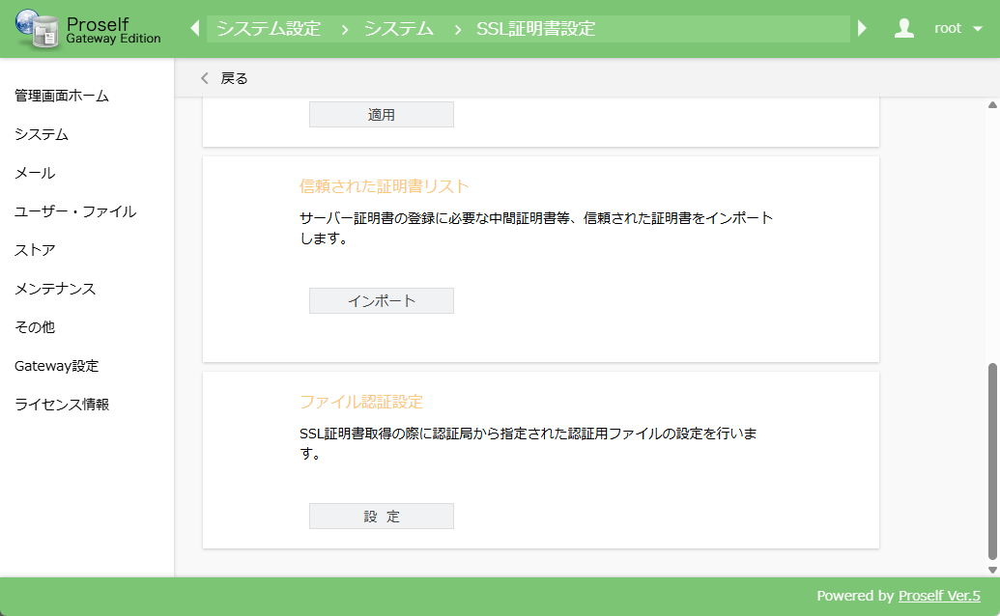 Proself
Gateway Edition
システム設定 > システム > SSL証明書設定
root
戻る
管理画面ホーム
システム
メール
ユーザー・ファイル
ストア
メンテナンス
その他
Gateway設定
ライセンス情報
適用
信頼された証明書リスト
サーバー証明書の登録に必要な中間証明書等、信頼された証明書をインポート
します。
インポート
ファイル認証設定
SSL証明書取得の際に認証局から指定された認証用ファイルの設定を行いま
す。
設 定
Powered by Proself Ver.5